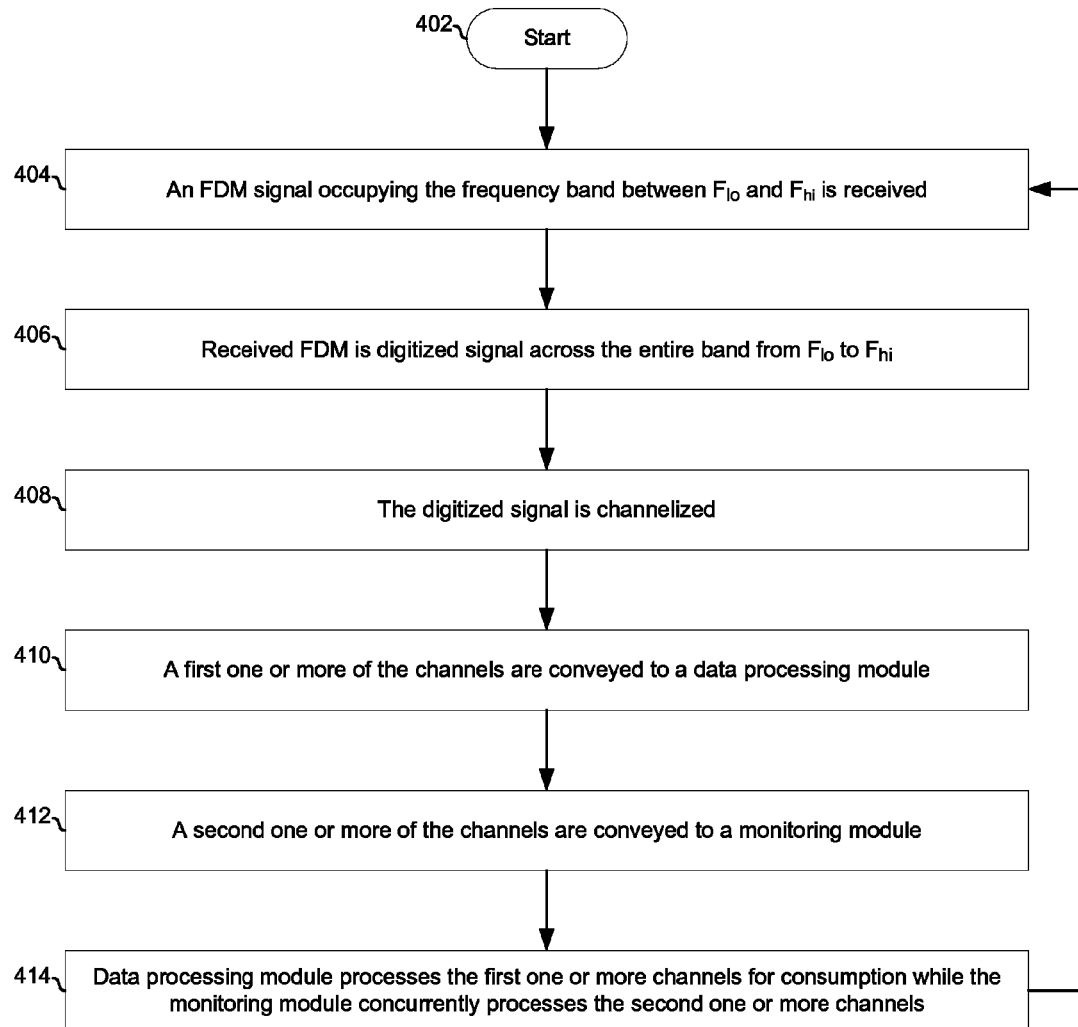 402
Start
404
An FDM signal occupying the frequency band between Flo and Fhi is received
406
Received FDM is digitized signal across the entire band from Flo to Fhi
408
The digitized signal is channelized
410
A first one or more of the channels are conveyed to a data processing module
412
A second one or more of the channels are conveyed to a monitoring module
414
Data processing module processes the first one or more channels for consumption while the
monitoring module concurrently processes the second one or more channels